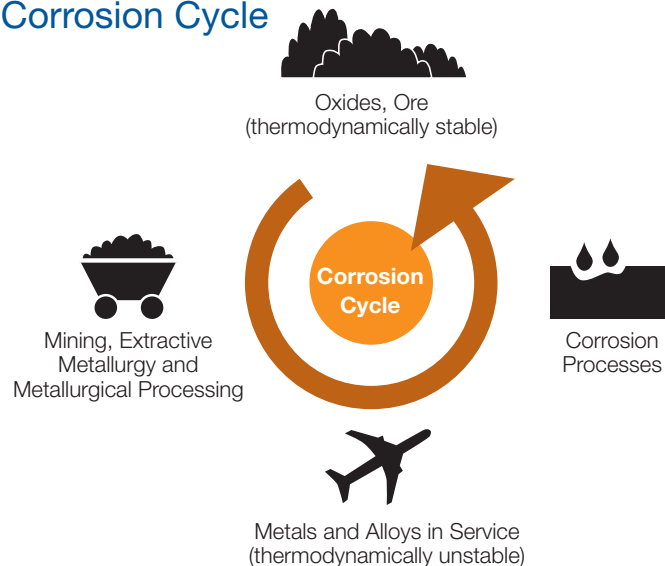 Corrosion Cycle
Oxides, Ore
(thermodynamically stable)
Corrosion
Cycle
Mining, Extractive
Metallurgy and
Metallurgical Processing
Corrosion
Processes
Metals and Alloys in Service
(thermodynamically unstable)